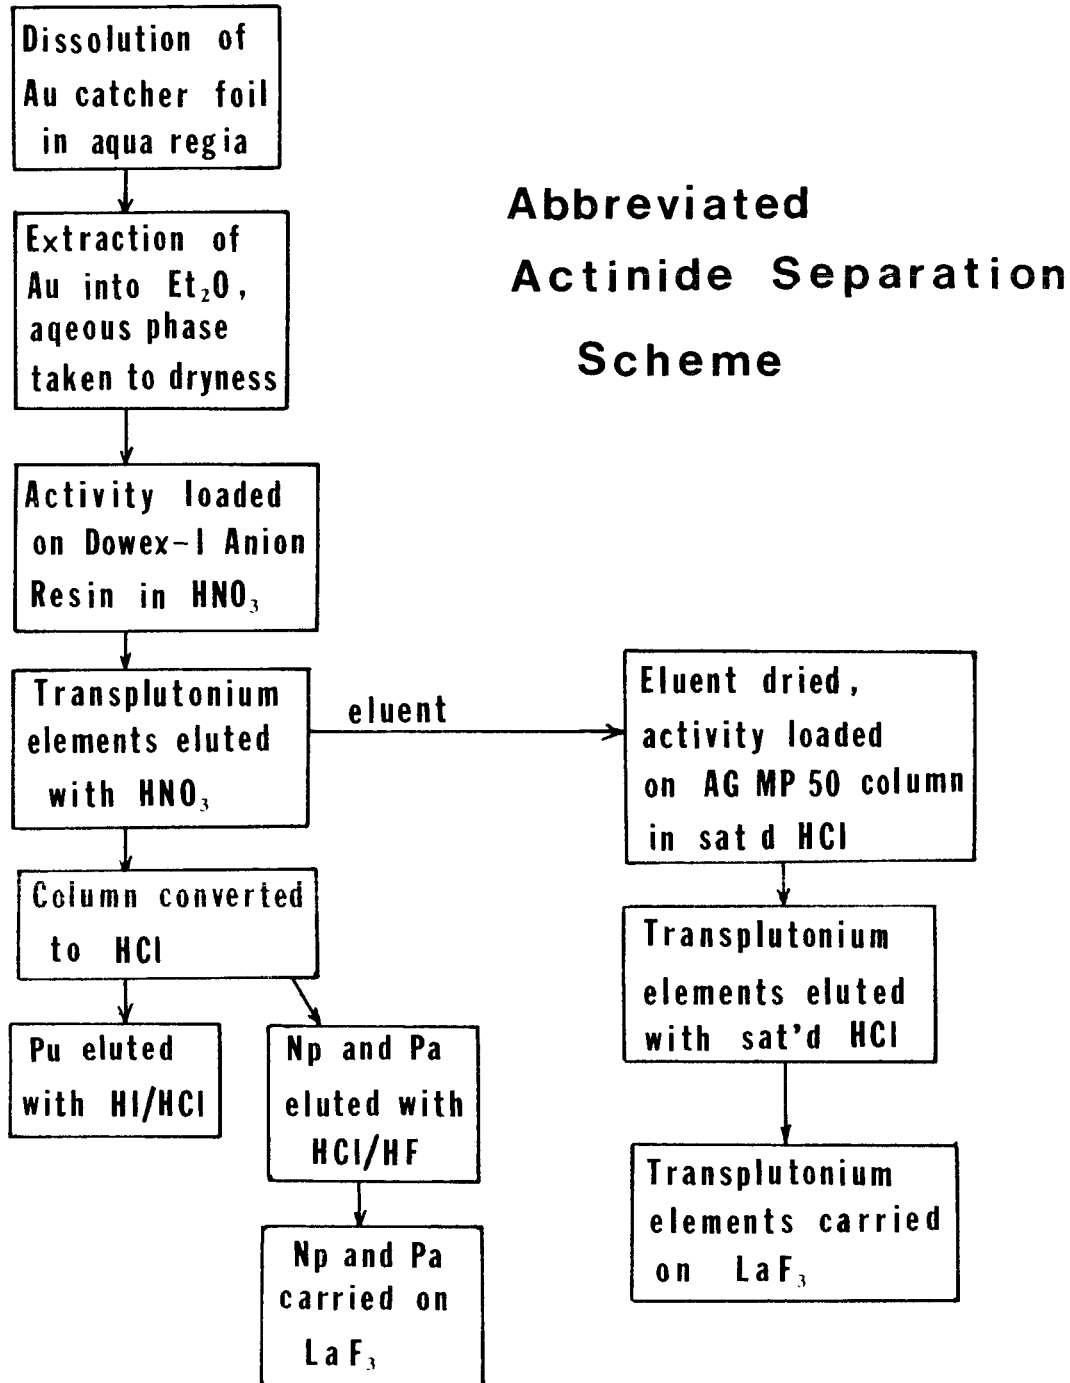 Dissolution of
Au catcher foil
in aqua regia
Abbreviated
Actinide Separation
Scheme
Extraction of
Au into Et₂O,
aqeous phase
taken to dryness
Activity loaded
on Dowex-1 Anion
Resin in HNO₃
Transplutonium
elements eluted
with HNO₃
eluent
Eluent dried,
activity loaded
on AG MP 50 column
in sat d HCl
Column converted
to HCl
Transplutonium
elements eluted
with sat'd HCl
Pu eluted
with HI/HCl
Np and Pa
eluted with
HCl/HF
Transplutonium
elements carried
on LaF₃
Np and Pa
carried on
LaF₃